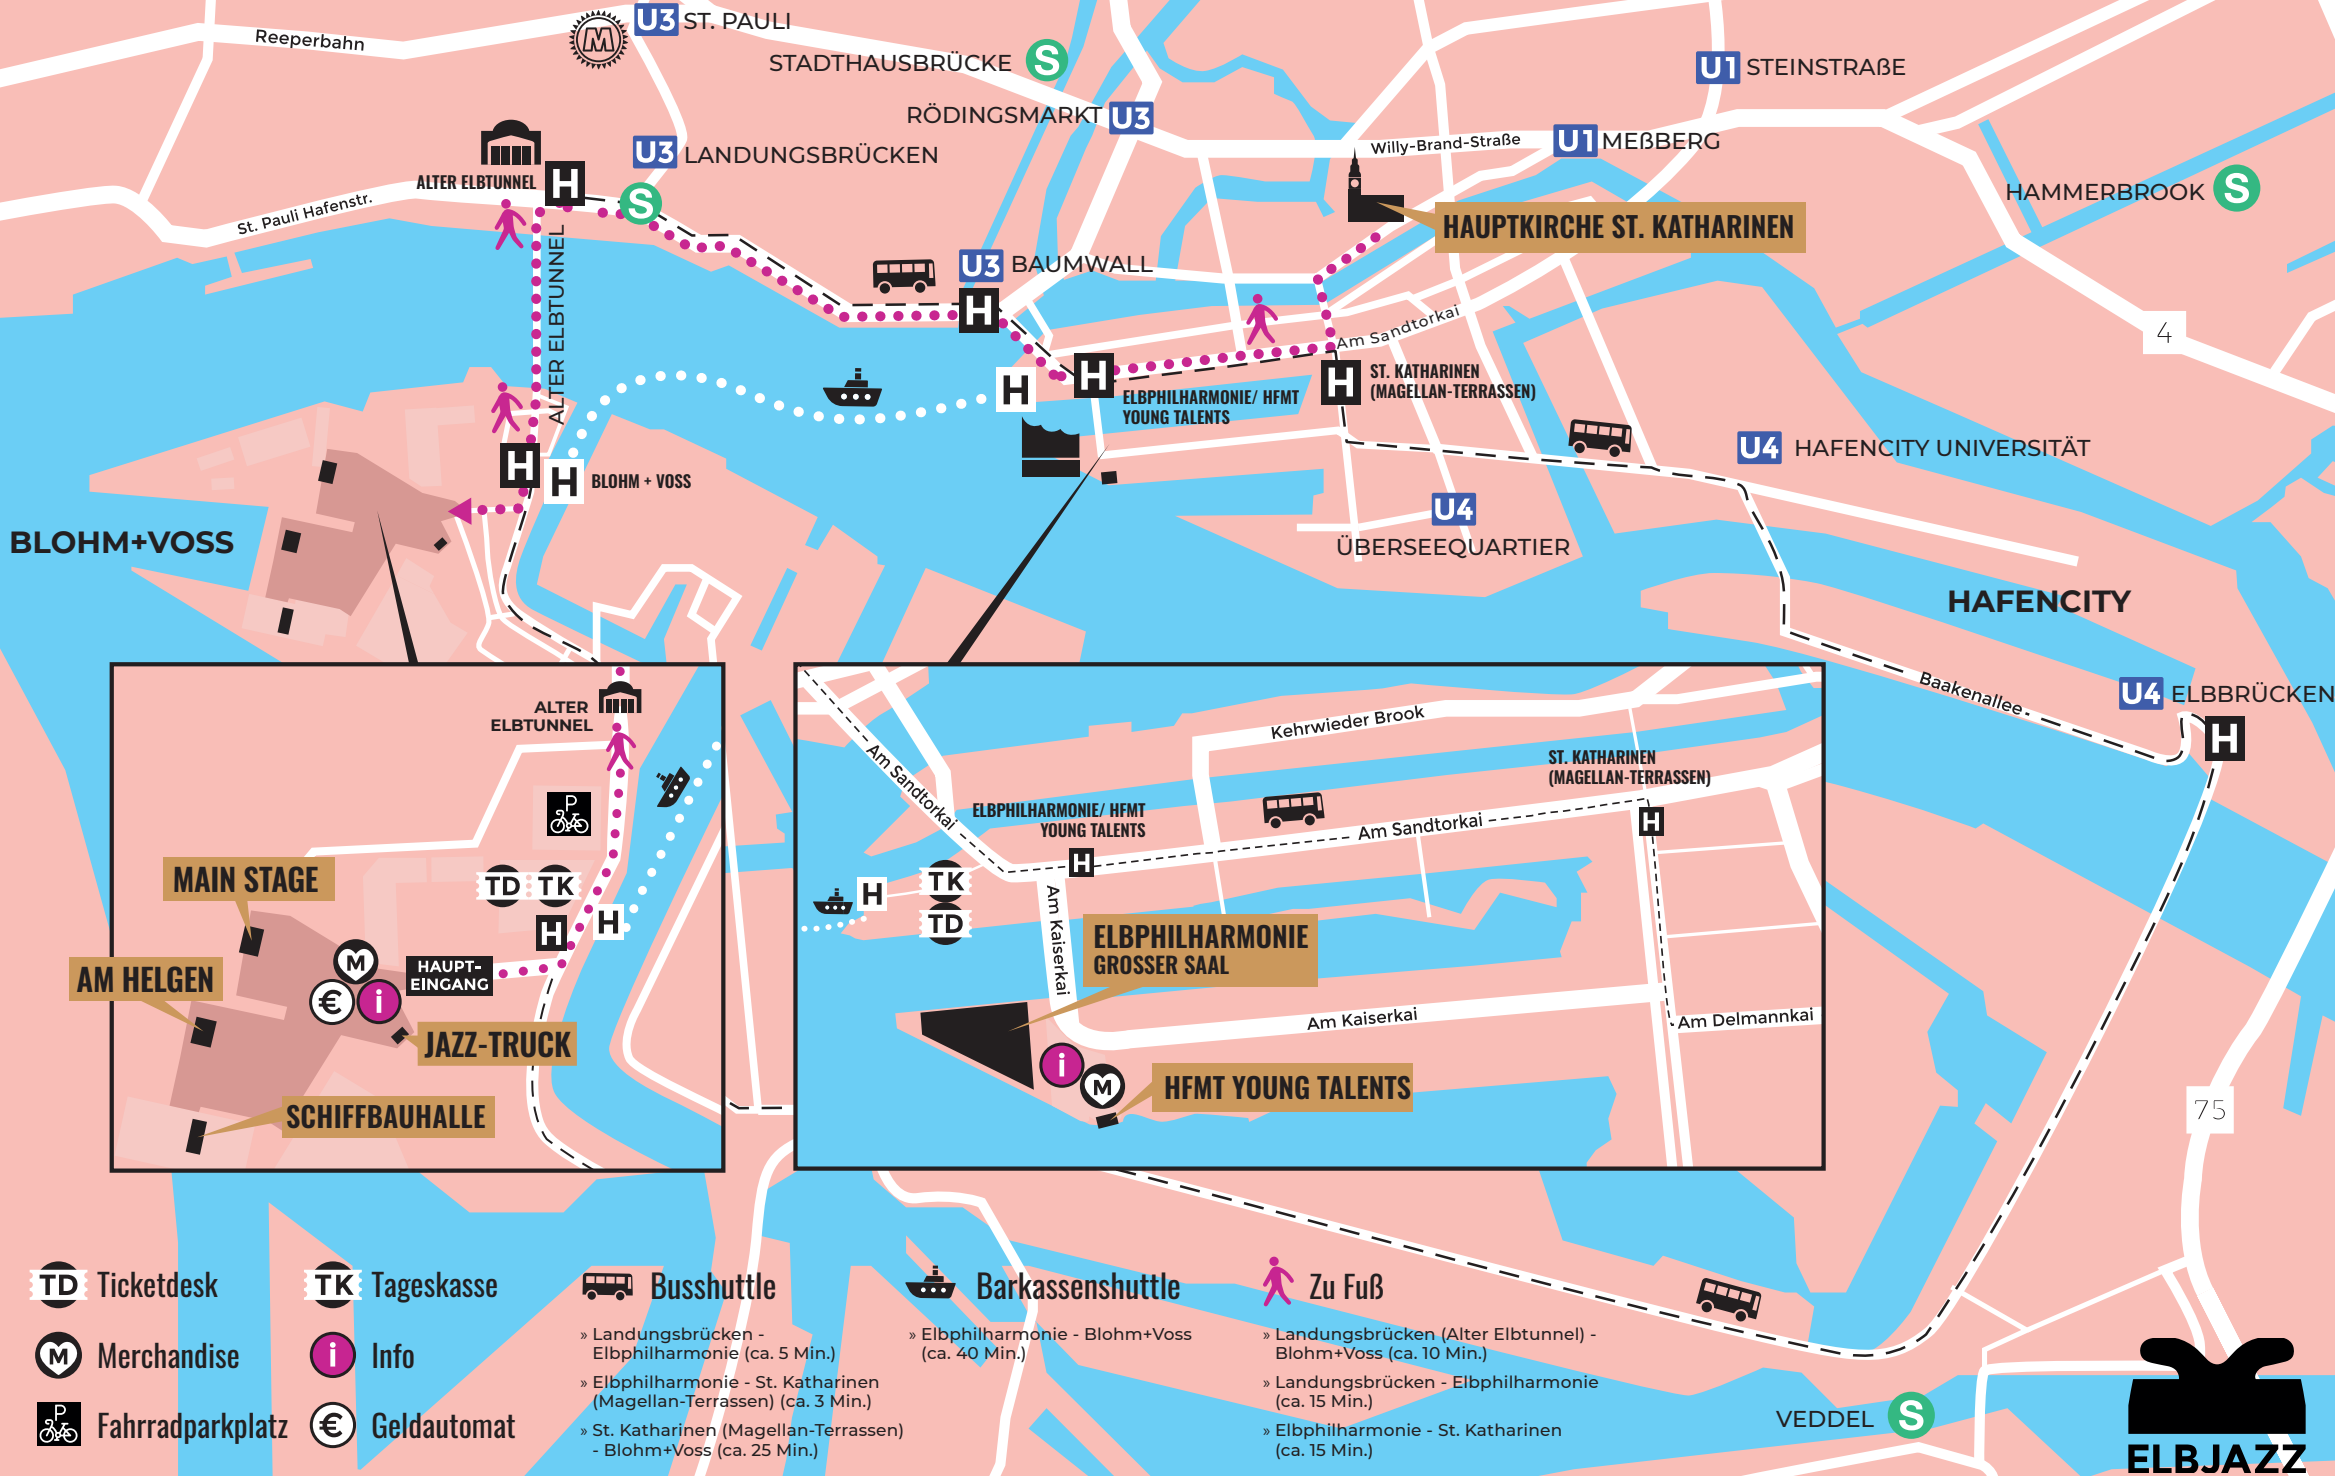 U3 ST. PAULI
M
Reeperbahn
STADTHAUSBRÜCKE S
U1 STEINSTRAßE
RÖDINGSMARKT U3
Willy-Brand-Straße
U1 MEßBERG
U3 LANDUNGSBRÜCKEN
ALTER ELBTUNNEL H
S
HAMMERBROOK S
St. Pauli Hafenstr.
HAUPTKIRCHE ST. KATHARINEN
ALTER ELBTUNNEL
U3 BAUMWALL
H
Am Sandtorkai
4
H
H
ELBPHILHARMONIE/ HFMT
YOUNG TALENTS
H
ST. KATHARINEN
(MAGELLAN-TERRASSEN)
U4 HAFENCITY UNIVERSITÄT
H
H BLOHM + VOSS
U4
ÜBERSEEQUARTIER
BLOHM+VOSS
HAFENCITY
Baakenallee
U4 ELBBRÜCKEN
H
75
ALTER
ELBTUNNEL
P
MAIN STAGE
TD TK
H
H
AM HELGEN
M
HAUPT-
EINGANG
€ i
JAZZ-TRUCK
SCHIFFBAUHALLE
Kehrwieder Brook
Am Sandtorkai
ST. KATHARINEN
(MAGELLAN-TERRASSEN)
ELBPHILHARMONIE/ HFMT
YOUNG TALENTS
H
Am Sandtorkai
H
H
TK
TD
Am Kaiserkai
ELBPHILHARMONIE
GROSSER SAAL
Am Kaiserkai
Am Delmannkai
i
M
HFMT YOUNG TALENTS
TD Ticketdesk
TK Tageskasse
M Merchandise
i Info
P Fahrradparkplatz
€ Geldautomat
Busshuttle
» Landungsbrücken -
Elbphilharmonie (ca. 5 Min.)
» Elbphilharmonie - St. Katharinen
(Magellan-Terrassen) (ca. 3 Min.)
» St. Katharinen (Magellan-Terrassen)
- Blohm+Voss (ca. 25 Min.)
Barkassenshuttle
» Elbphilharmonie - Blohm+Voss
(ca. 40 Min.)
Zu Fuß
» Landungsbrücken (Alter Elbtunnel) -
Blohm+Voss (ca. 10 Min.)
» Landungsbrücken - Elbphilharmonie
(ca. 15 Min.)
» Elbphilharmonie - St. Katharinen
(ca. 15 Min.)
VEDDEL S
ELBJAZZ